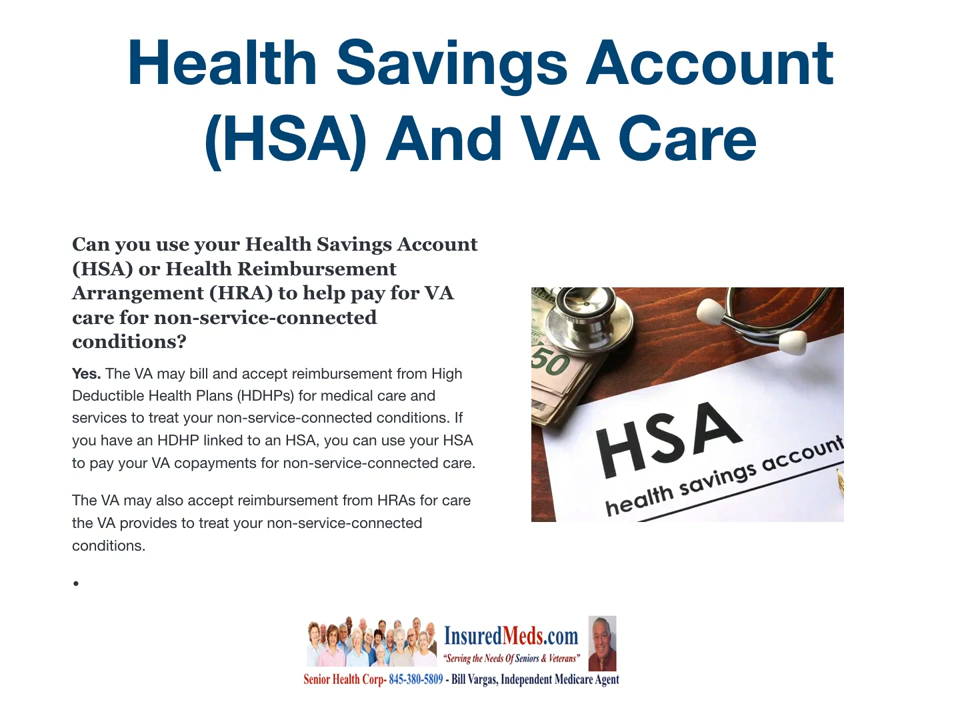 Health Savings Account
(HSA) And VA Care
Can you use your Health Savings Account
(HSA) or Health Reimbursement
Arrangement (HRA) to help pay for VA
care for non-service-connected
conditions?
Yes. The VA may bill and accept reimbursement from High
Deductible Health Plans (HDHPs) for medical care and
services to treat your non-service-connected conditions. If
you have an HDHP linked to an HSA, you can use your HSA
to pay your VA copayments for non-service-connected care.
The VA may also accept reimbursement from HRAs for care
the VA provides to treat your non-service-connected
conditions.
•
50
HSA
health savings account
InsuredMeds.com
"Serving the Needs Of Seniors & Veterans"
Senior Health Corp- 845-380-5809 - Bill Vargas, Independent Medicare Agent